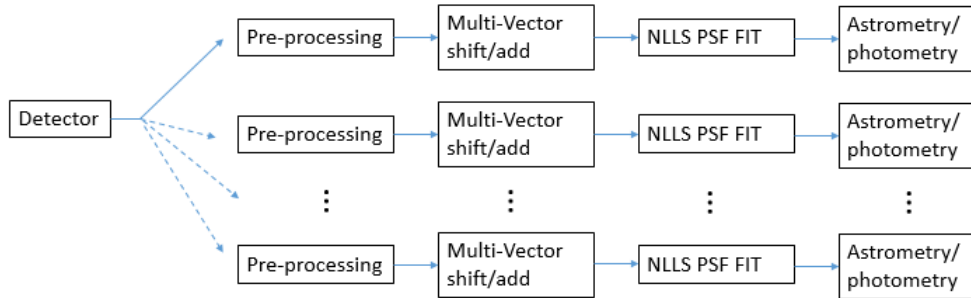 Pre-processing
Multi-Vector
shift/add
NLLS PSF FIT
Astrometry/
photometry
Detector
Pre-processing
Multi-Vector
shift/add
NLLS PSF FIT
Astrometry/
photometry
Pre-processing
Multi-Vector
shift/add
NLLS PSF FIT
Astrometry/
photometry